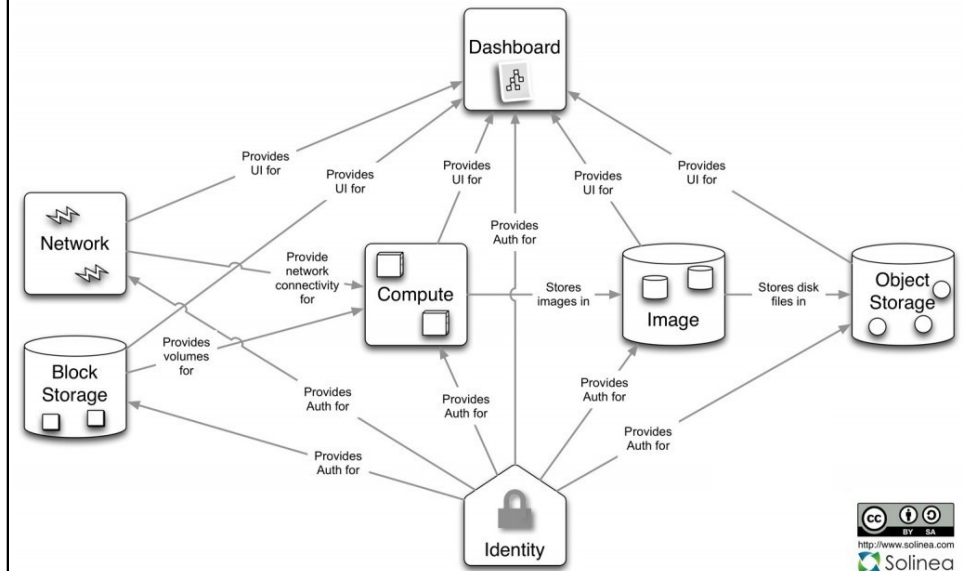 Dashboard
Provides
UI for
Provides
UI for
Provides
UI for
Provides
UI for
Provides
UI for
Provides
Auth for
Network
Provide
network
connectivity
for
Compute
Stores
images in
Image
Stores disk
files in
Object
Storage
Block
Storage
Provides
volumes
for
Provides
Auth for
Provides
Auth for
Provides
Auth for
Provides
Auth for
Provides
Auth for
Identity
cc
BY SA
http://www.solinea.com
Solinea